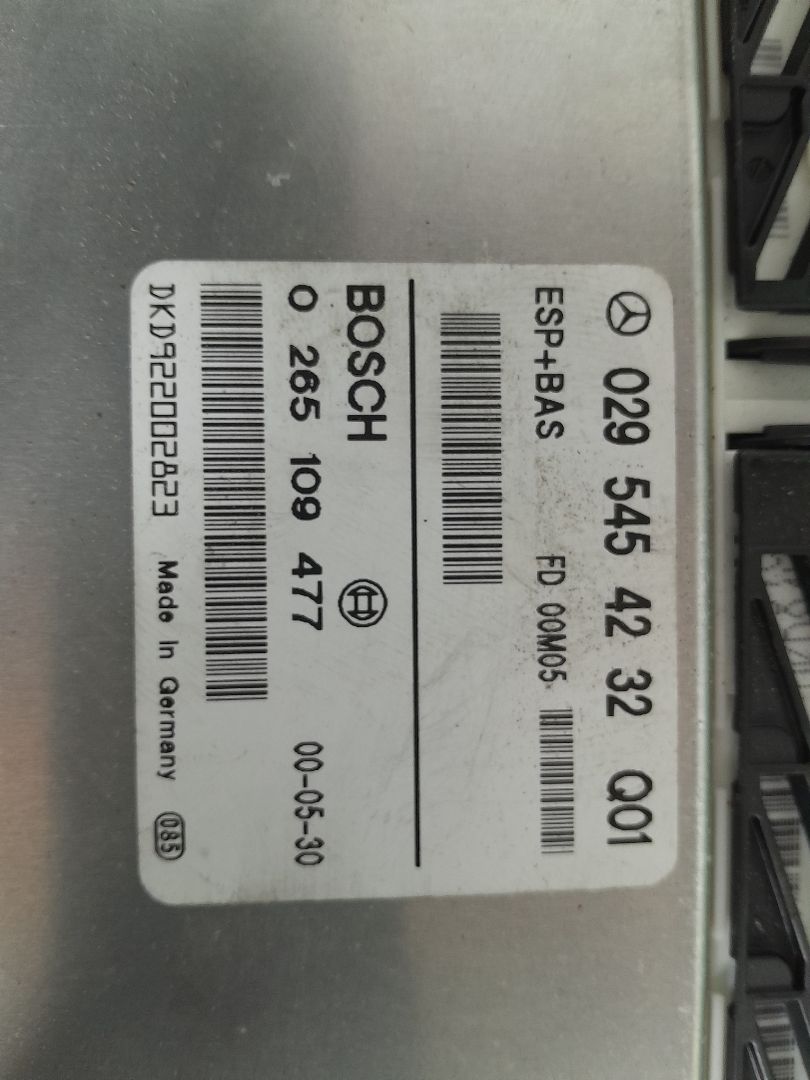 029 545 42 32 Q01
ESP+BAS FD 00M05
BOSCH
0 265 109 477 00-05-30
DKD922002823 Made In Germany 085